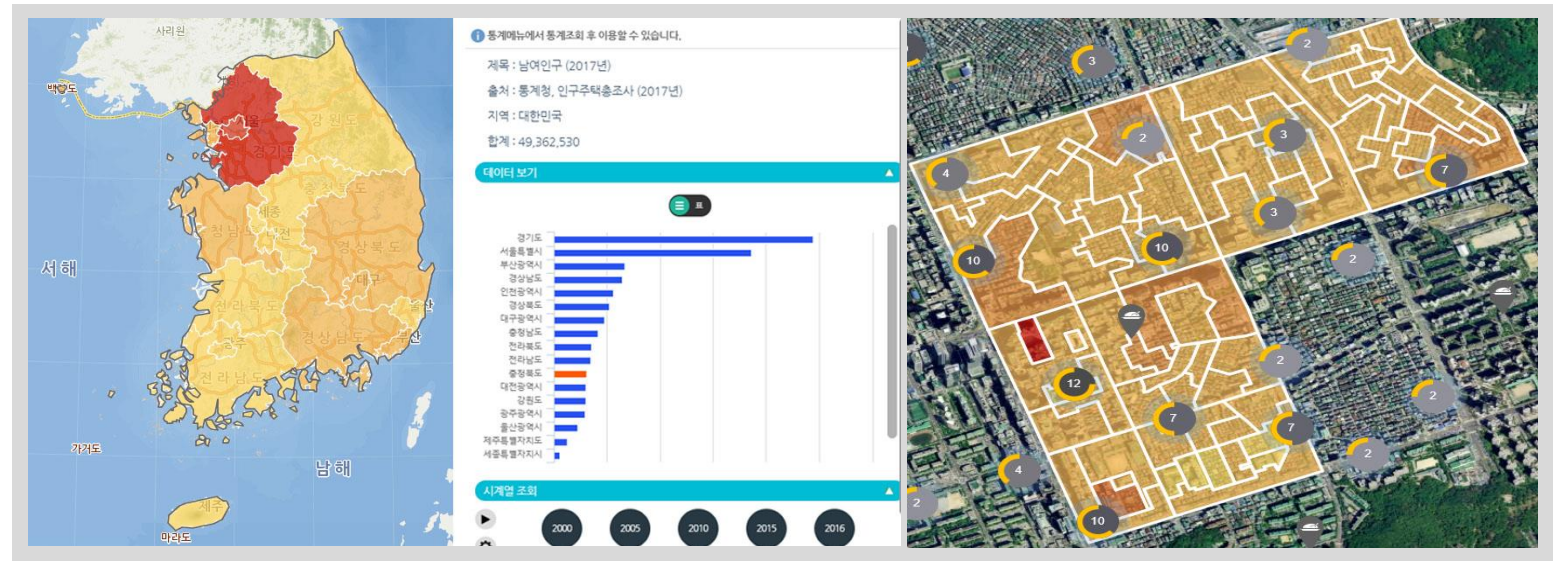 사리원
백령도
서울
강원도
경기도
충청북도
세종
충청남도
대전
경상북도
대구
서해
전라북도
울산
경상남도
부산
광주
전라남도
가거도
남해
제주
마라도
통계메뉴에서 통계조회 후 이용할 수 있습니다.
제목 : 남여인구 (2017년)
출처 : 통계청, 인구주택총조사 (2017년)
지역 : 대한민국
합계 : 49,362,530
데이터 보기
표
경기도
서울특별시
부산광역시
경상남도
인천광역시
경상북도
대구광역시
충청남도
전라북도
전라남도
충청북도
대전광역시
강원도
광주광역시
울산광역시
제주특별자치도
세종특별자치시
시계열 조회
2000 2005 2010 2015 2016
2
3
2
3
4
7
3
10
10
2
12
2
2
7
7
2
4
2
10